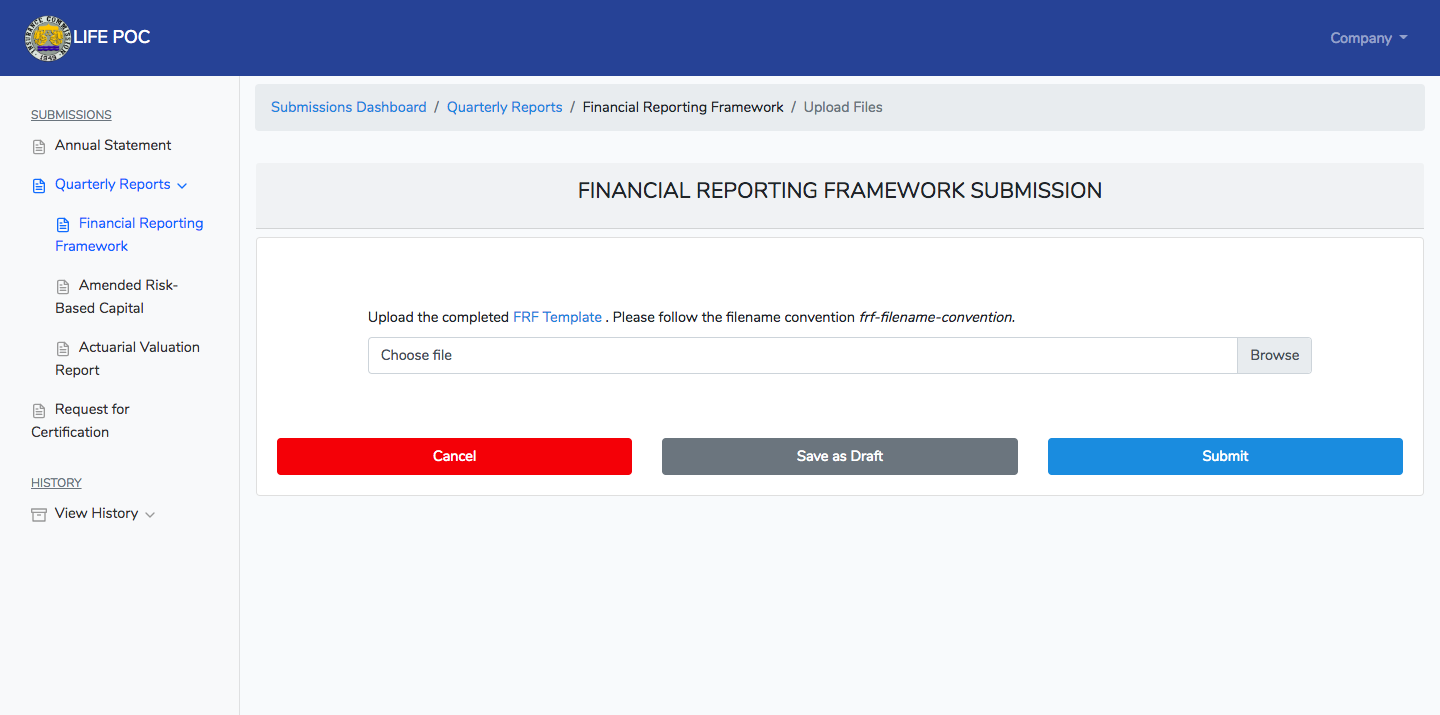 INSURANCE COMMISSION
1949
LIFE POC
Company
SUBMISSIONS
Annual Statement
Quarterly Reports
Financial Reporting
Framework
Amended Risk-
Based Capital
Actuarial Valuation
Report
Request for
Certification
HISTORY
View History
Submissions Dashboard / Quarterly Reports / Financial Reporting Framework / Upload Files
FINANCIAL REPORTING FRAMEWORK SUBMISSION
Upload the completed FRF Template . Please follow the filename convention frf-filename-convention.
Choose file
Browse
Cancel
Save as Draft
Submit